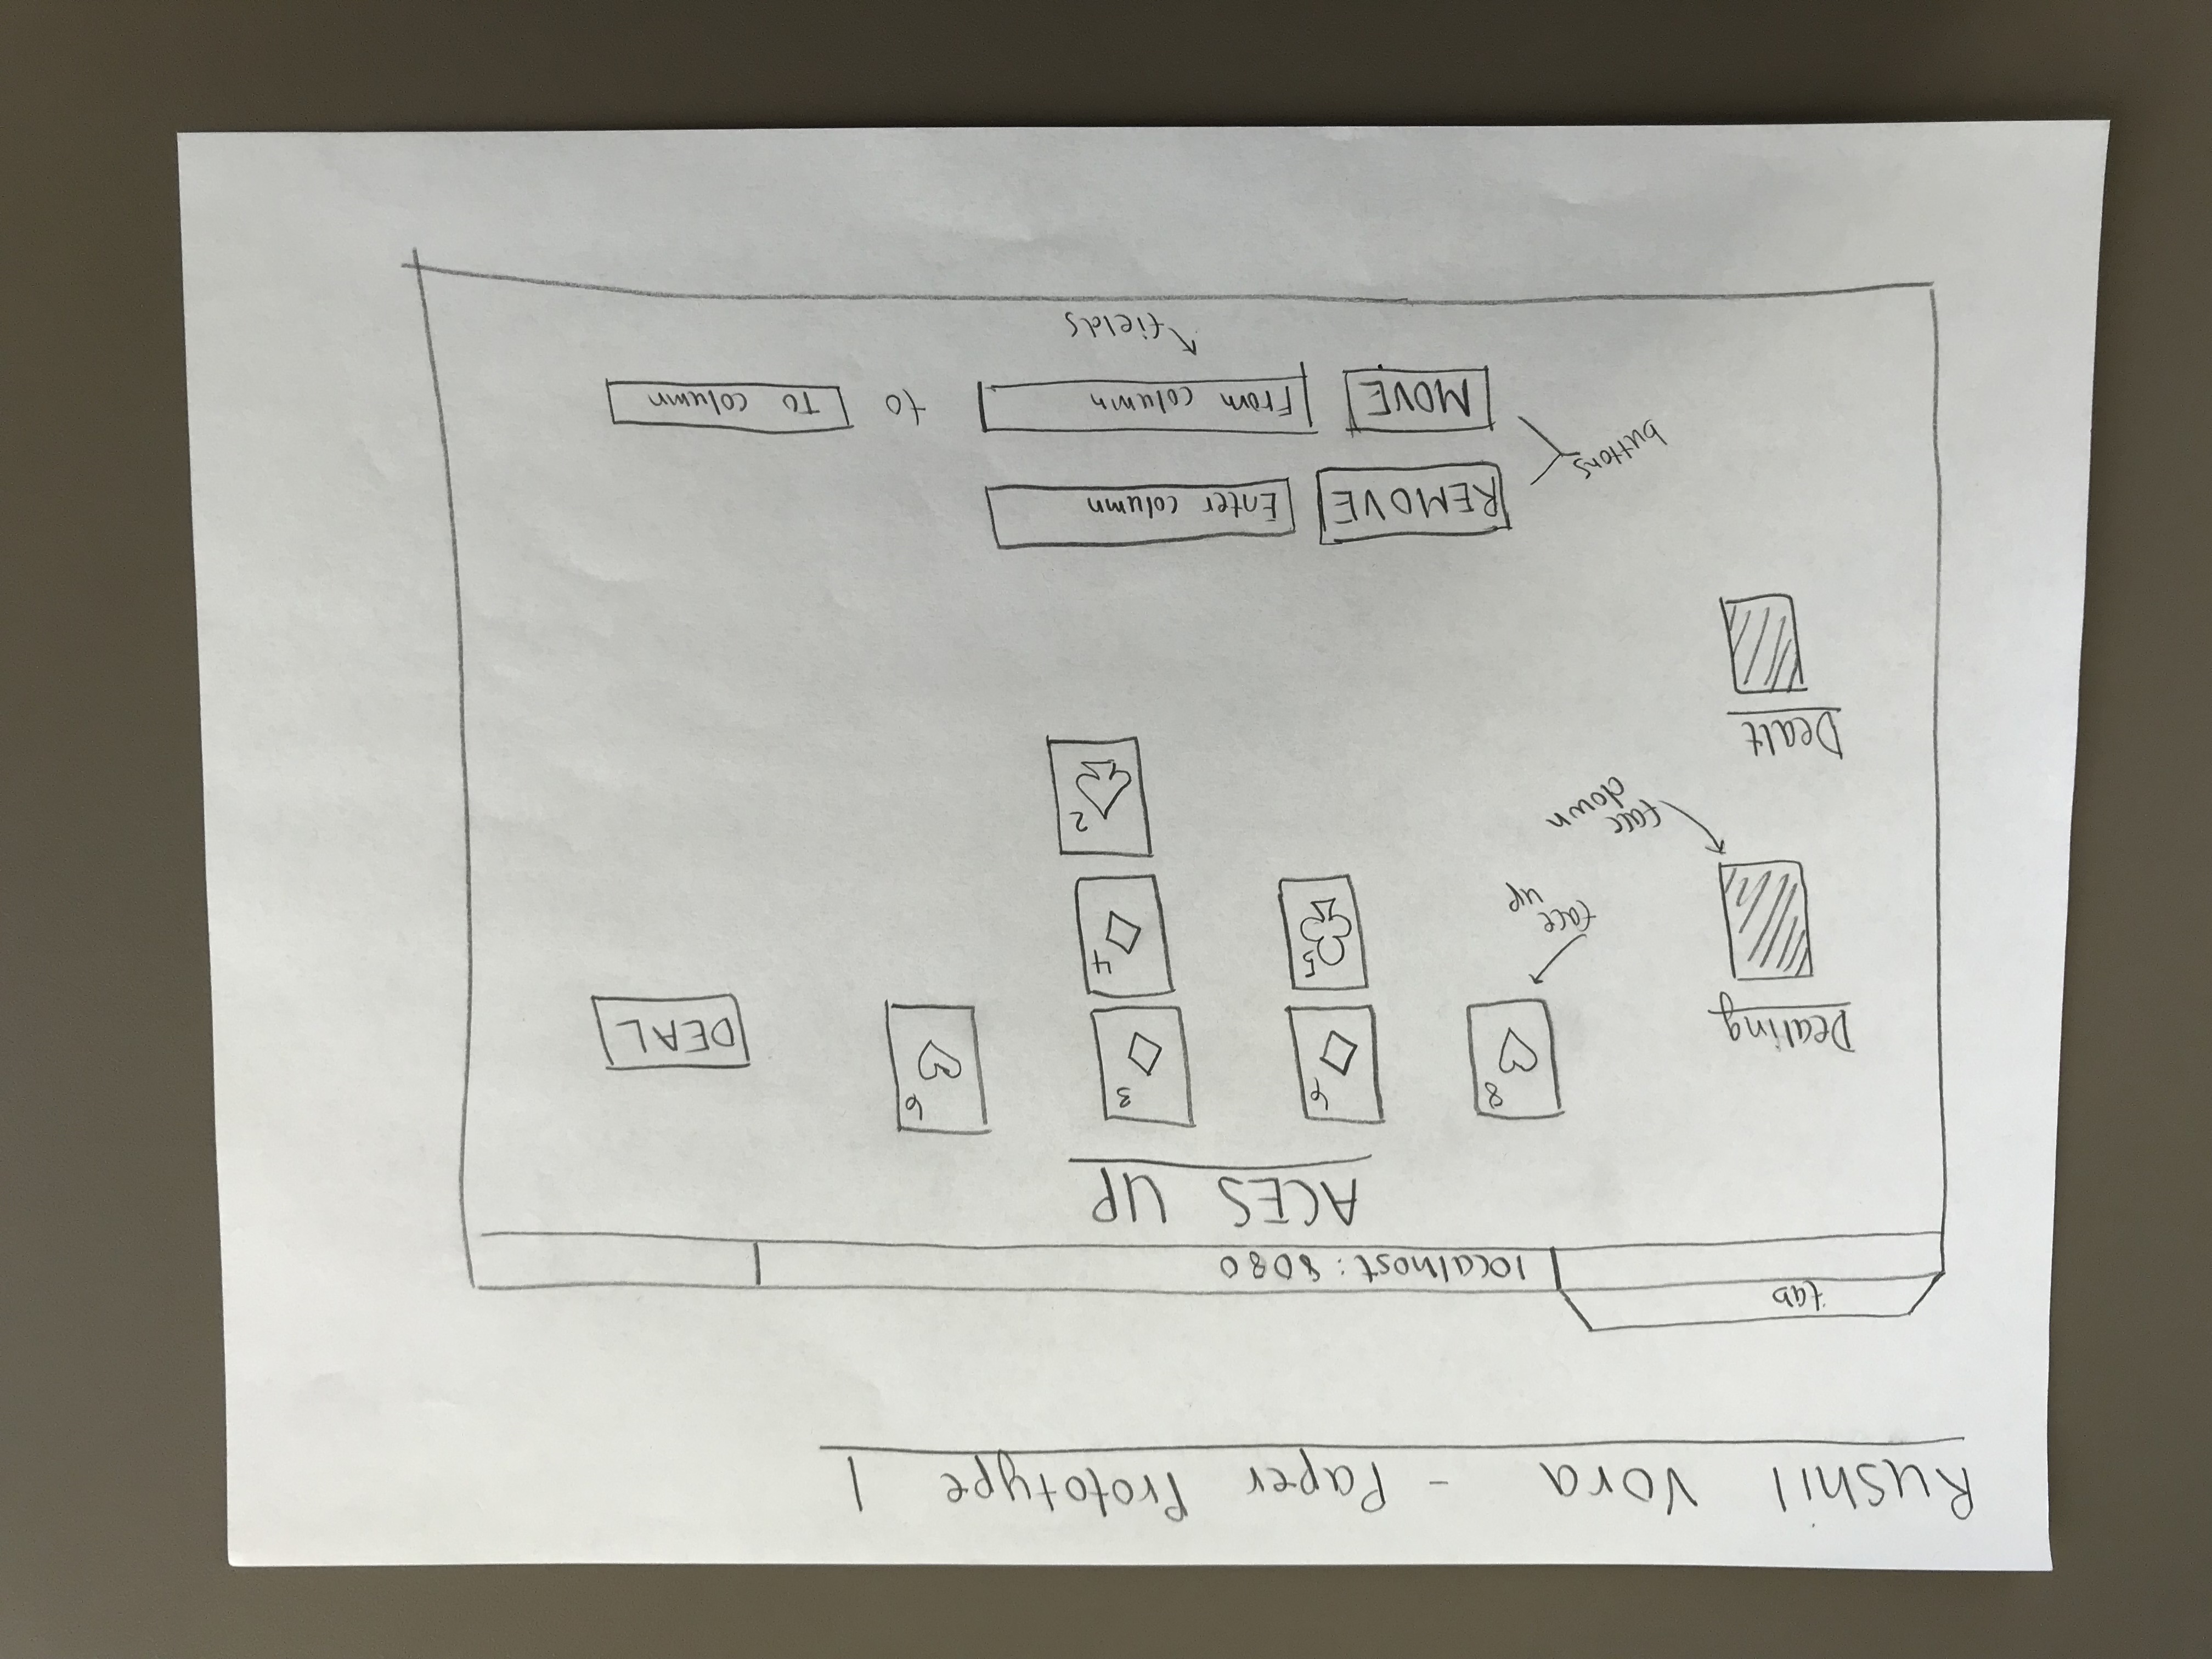 Rushil Vora - Paper Prototype 1
tab
localhost: 8080
ACES UP
8
3
6
DEAL
Dealing
5
4
face
up
face
down
2
Dealt
REMOVE Enter column
buttons
MOVE From column to To column
fields